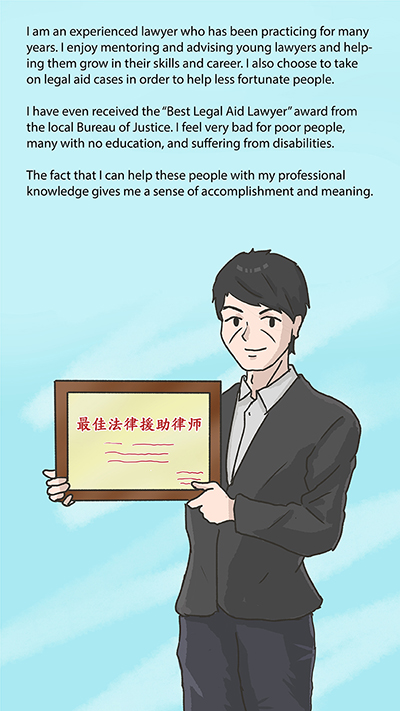 I am an experienced lawyer who has been practicing for many
years. I enjoy mentoring and advising young lawyers and help-
ing them grow in their skills and career. I also choose to take
on legal aid cases in order to help less fortunate people.
I have even received the “Best Legal Aid Lawyer” award from
the local Bureau of Justice. I feel very bad for poor people,
many with no education, and suffering from disabilities.
The fact that I can help these people with my professional
knowledge gives me a sense of accomplishment and meaning.
最佳法律援助律师